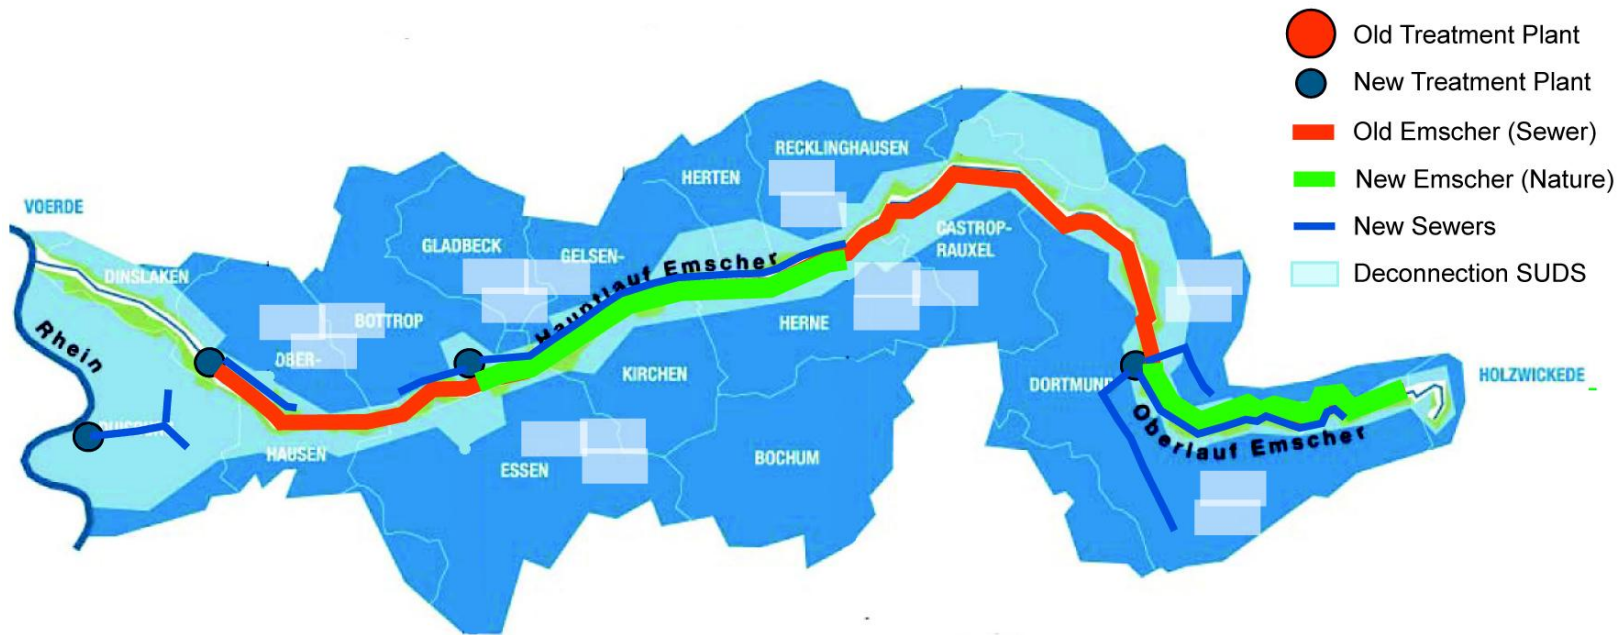 Old Treatment Plant
New Treatment Plant
Old Emscher (Sewer)
New Emscher (Nature)
New Sewers
Deconnection SUDS
RECKLINGHAUSEN
HERTEN
VOERDE
CASTROP-
RAUXEL
GLADBECK
GELSEN-
DINSLAKEN
Hauptlauf Emscher
BOTTROP
HERNE
Rhein
OBER-
KIRCHEN
DORTMUND
HOLZWICKEDE
Oberlauf Emscher
HAUSEN
ESSEN
BOCHUM